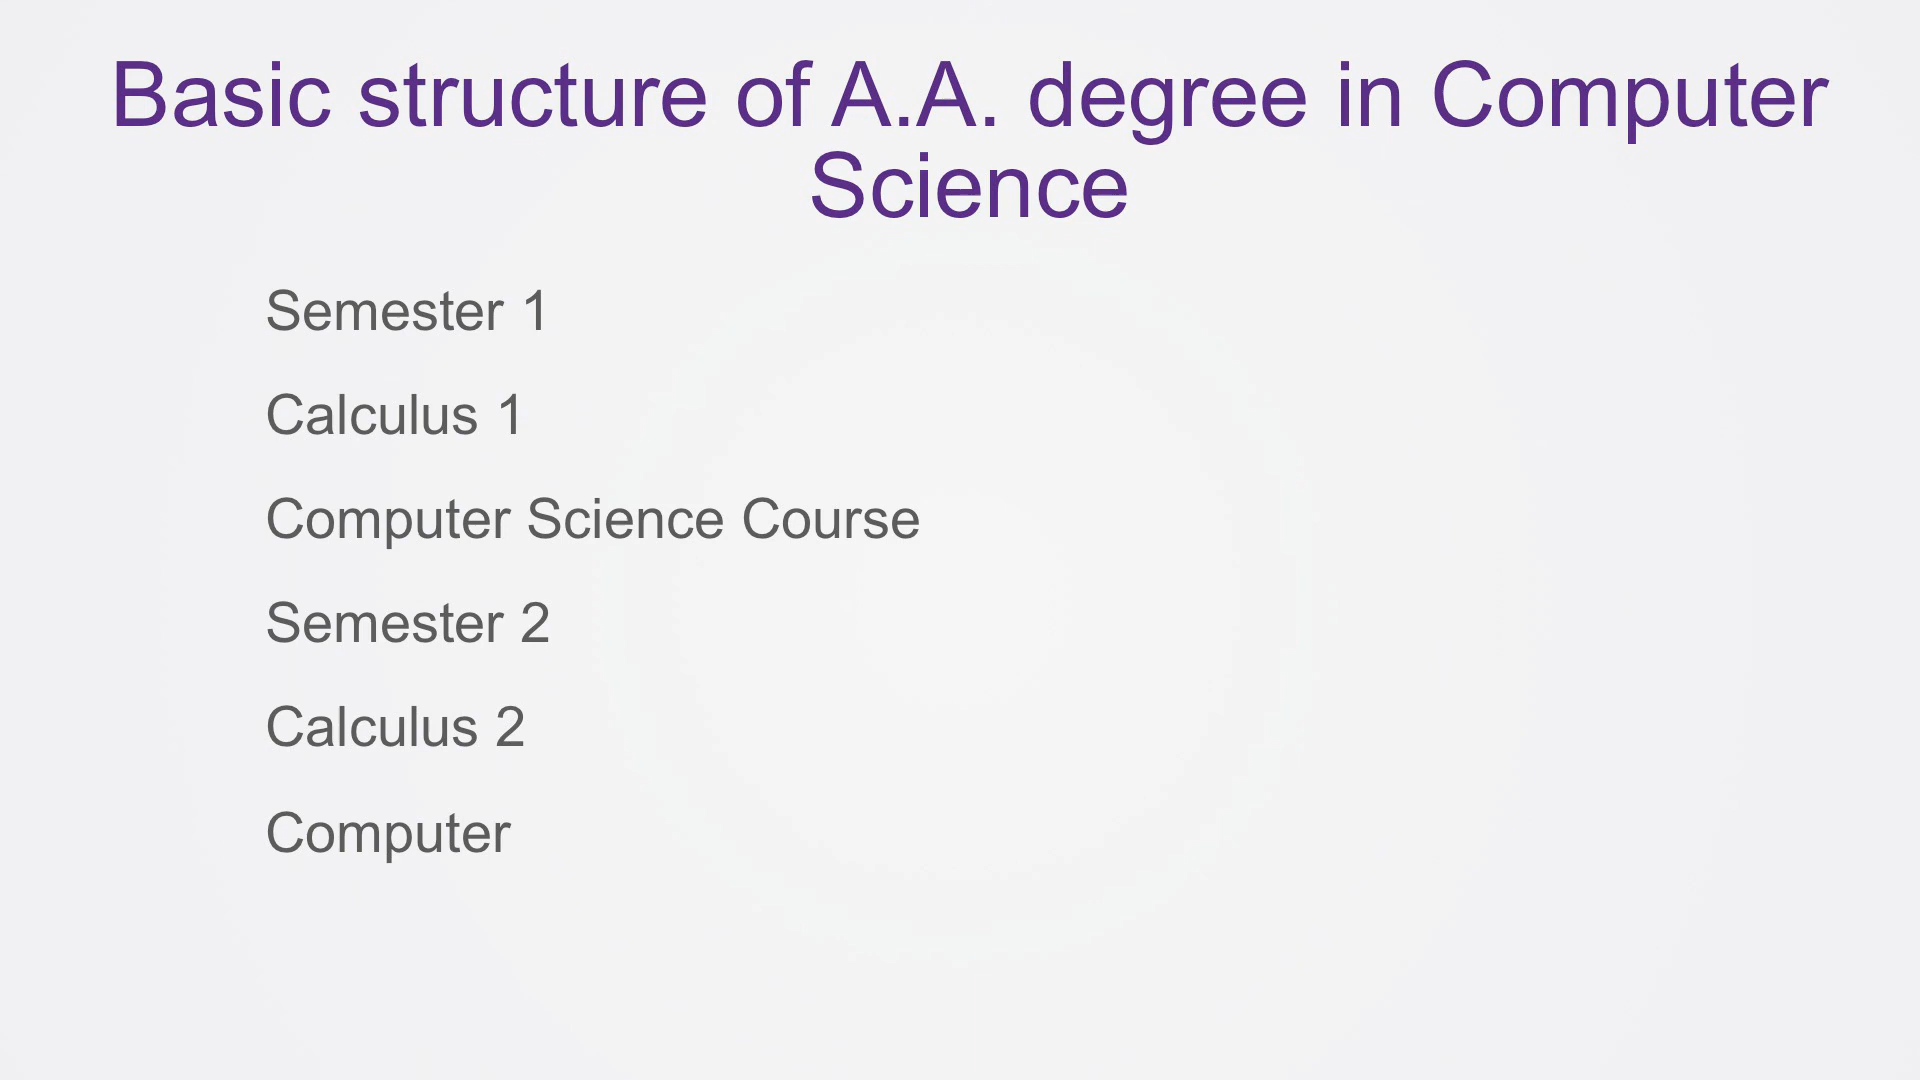 Basic structure of A.A. degree in Computer
Science
Semester 1
Calculus 1
Computer Science Course
Semester 2
Calculus 2
Computer